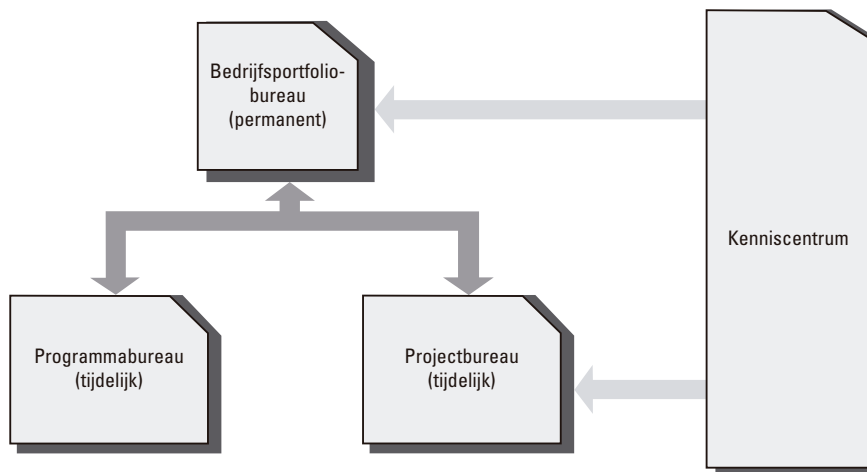 Bedrijfsportfolio-
bureau
(permanent)
Kenniscentrum
Programmabureau
(tijdelijk)
Projectbureau
(tijdelijk)